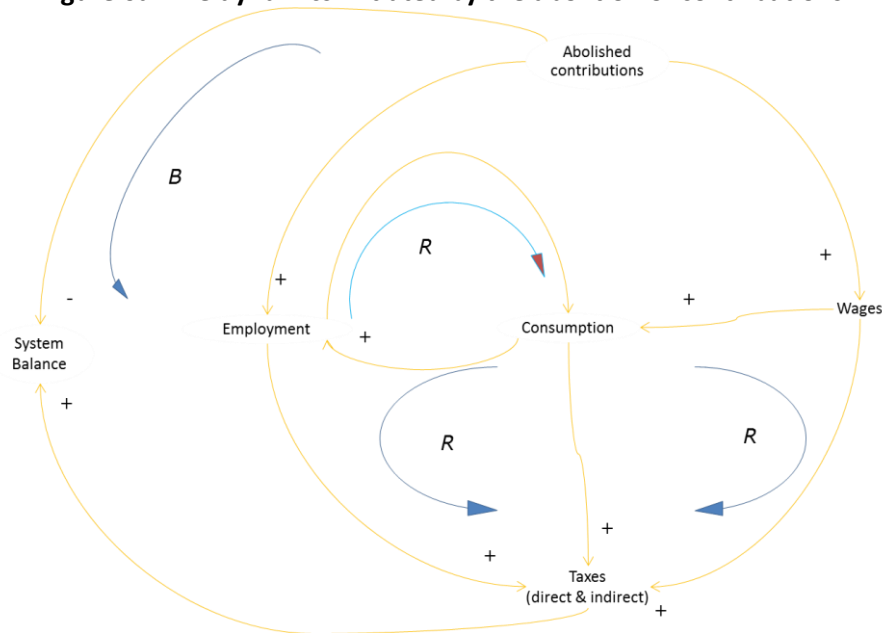 Abolished
contributions
B
R
+
+
+
-
+
Wages
Employment
Consumption
System
Balance
+
R
R
+
+
Taxes
(direct & indirect)
+